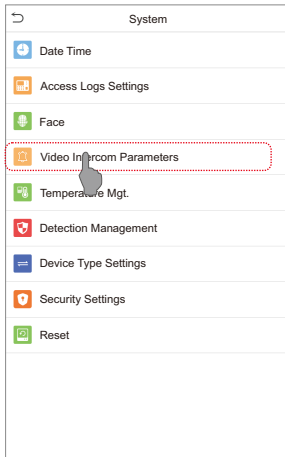 System
Date Time
Access Logs Settings
Face
Video Intercom Parameters
Temperature Mgt.
Detection Management
Device Type Settings
Security Settings
Reset